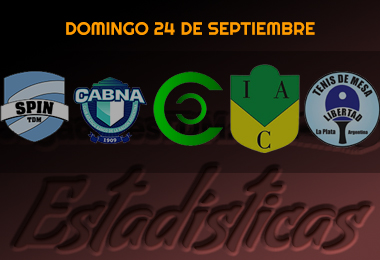 DOMINGO 24 DE SEPTIEMBRE
SPIN
TDM
CABNA
1909
I A
C
TENIS DE MESA
LIBERTAD
La Plata Argentina
Estadísticas